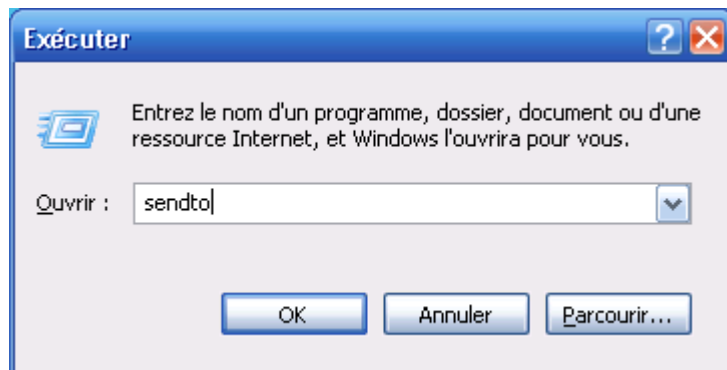 Exécuter
Entrez le nom d'un programme, dossier, document ou d'une
ressource Internet, et Windows l'ouvrira pour vous.
Ouvrir : sendto
OK Annuler Parcourir...